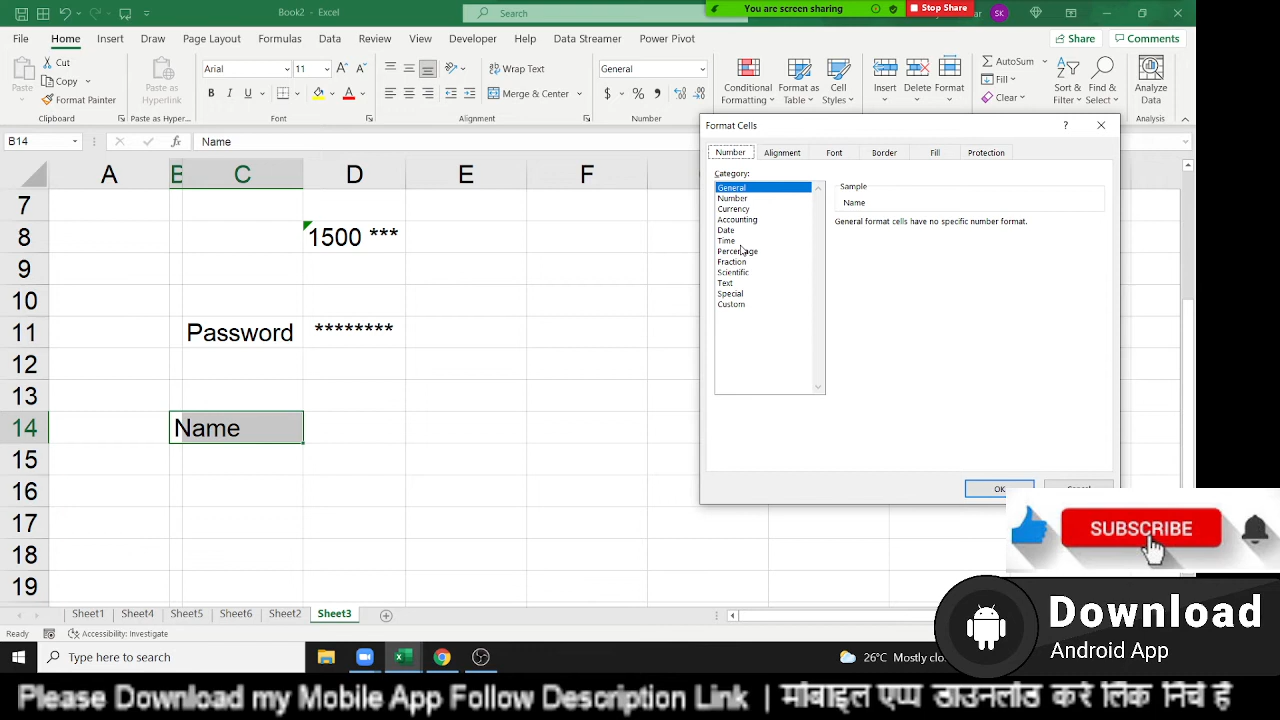 Book2 - Excel
Search
You are screen sharing
Stop Share
SK
File Home Insert Draw Page Layout Formulas Data Review View Developer Help Data Streamer Power Pivot
Share Comments
Paste
Cut
Copy
Format Painter
Clipboard
Paste as Hyperlink
Paste as Hyper...
Arial 11
B I U
Font
Wrap Text
Merge & Center
Alignment
General
$ % ,
Number
Conditional Formatting
Format as Table
Cell Styles
Insert Delete Format
AutoSum
Fill
Clear
Sort & Filter
Find & Select
Analyze Data
Analysis
B14 fx Name
A B C D E F
7
8 1500 ***
9
10
11 Password ********
12
13
14 Name
15
16
17
18
19
Format Cells
Number Alignment Font Border Fill Protection
Category:
General
Number
Currency
Accounting
Date
Time
Percentage
Fraction
Scientific
Text
Special
Custom
Sample
Name
General format cells have no specific number format.
OK
SUBSCRIBE
Download
Android App
Sheet1 Sheet4 Sheet5 Sheet6 Sheet2 Sheet3
Ready Accessibility: Investigate
Type here to search
26°C Mostly clo
Please Download my Mobile App Follow Description Link | मोबाइल एप्प डाउनलोड करे लिंक निचे है